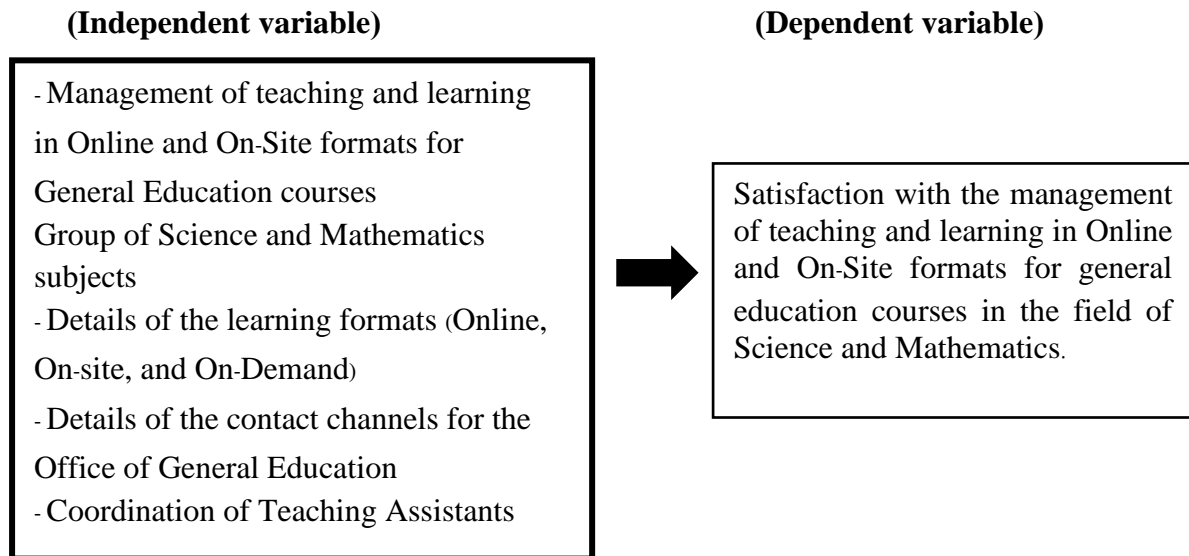 (Independent variable)
(Dependent variable)
- Management of teaching and learning
in Online and On-Site formats for
General Education courses
Group of Science and Mathematics
subjects
- Details of the learning formats (Online,
On-site, and On-Demand)
- Details of the contact channels for the
Office of General Education
- Coordination of Teaching Assistants
Satisfaction with the management
of teaching and learning in Online
and On-Site formats for general
education courses in the field of
Science and Mathematics.